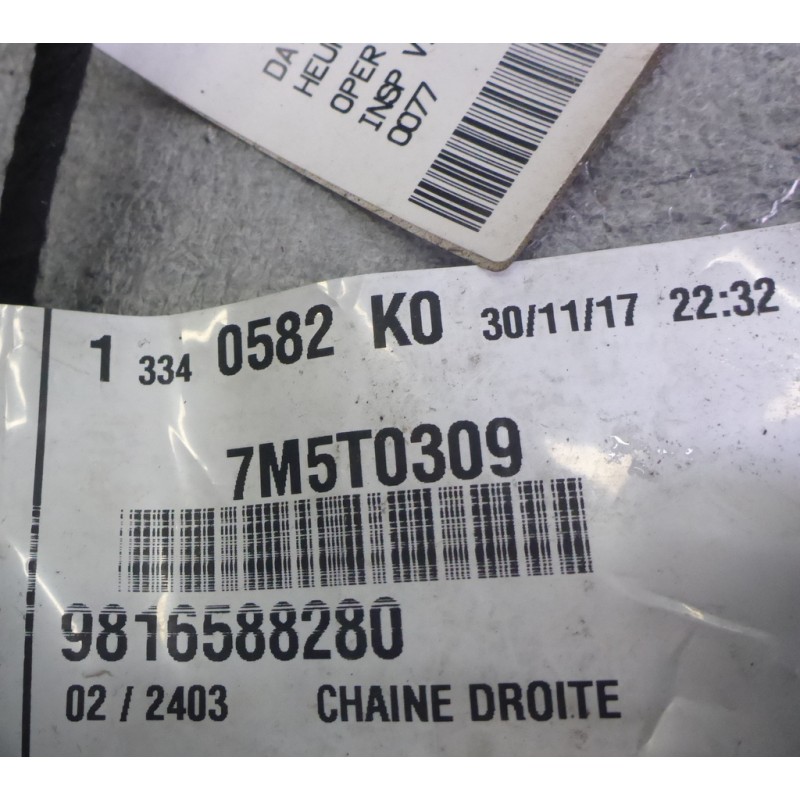 DA
HEU
OPER
INSP V
0077
1 334 0582 K0 30/11/17 22:32
7M5T0309
9816588280
02 / 2403 CHAINE DROITE